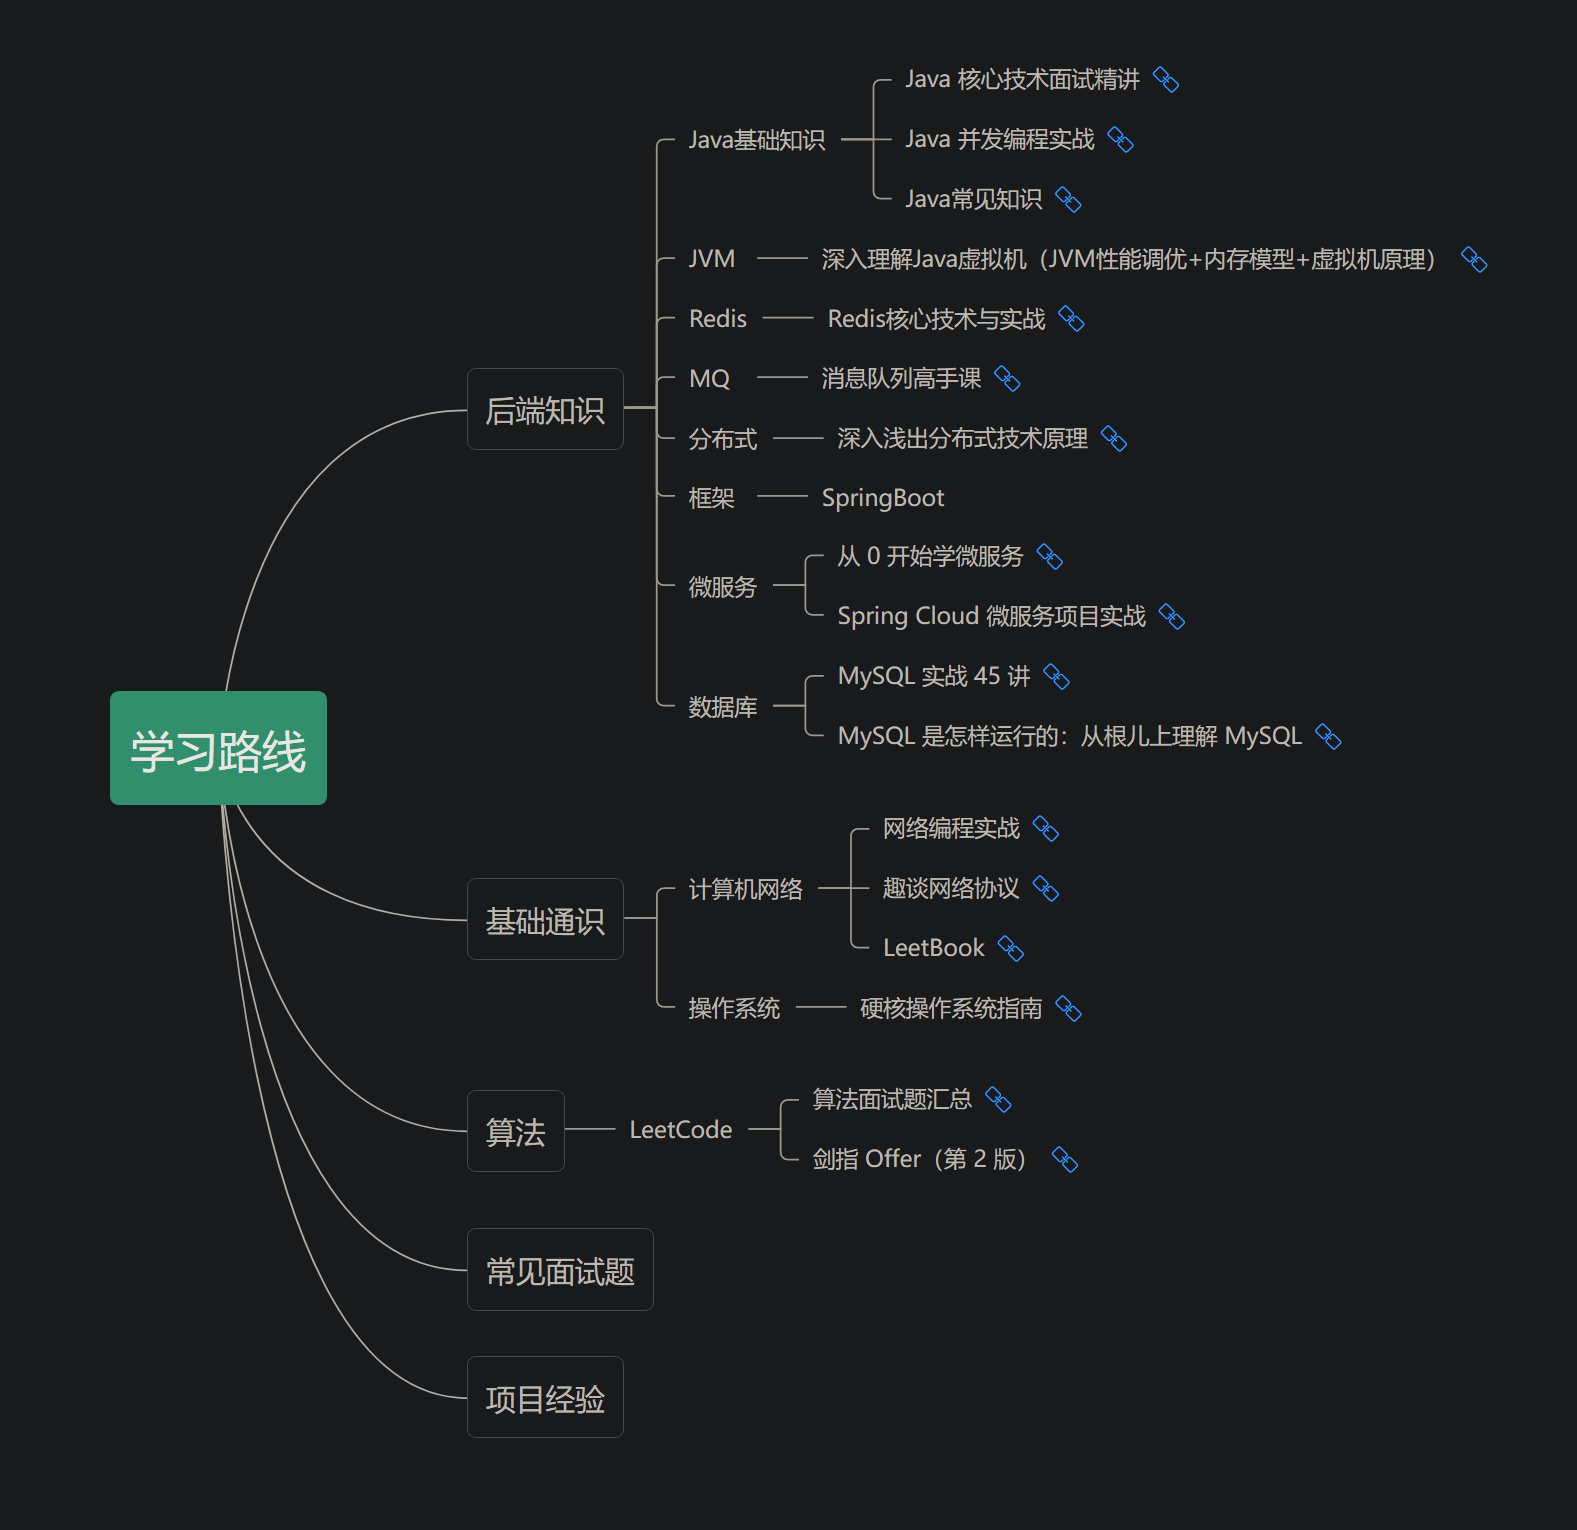 学习路线
后端知识
Java基础知识
Java 核心技术面试精讲
Java 并发编程实战
Java常见知识
JVM
深入理解Java虚拟机（JVM性能调优+内存模型+虚拟机原理）
Redis
Redis核心技术与实战
MQ
消息队列高手课
分布式
深入浅出分布式技术原理
框架
SpringBoot
微服务
从 0 开始学微服务
Spring Cloud 微服务项目实战
数据库
MySQL 实战 45 讲
MySQL 是怎样运行的：从根儿上理解 MySQL
基础通识
计算机网络
网络编程实战
趣谈网络协议
LeetBook
操作系统
硬核操作系统指南
算法
LeetCode
算法面试题汇总
剑指 Offer（第 2 版）
常见面试题
项目经验